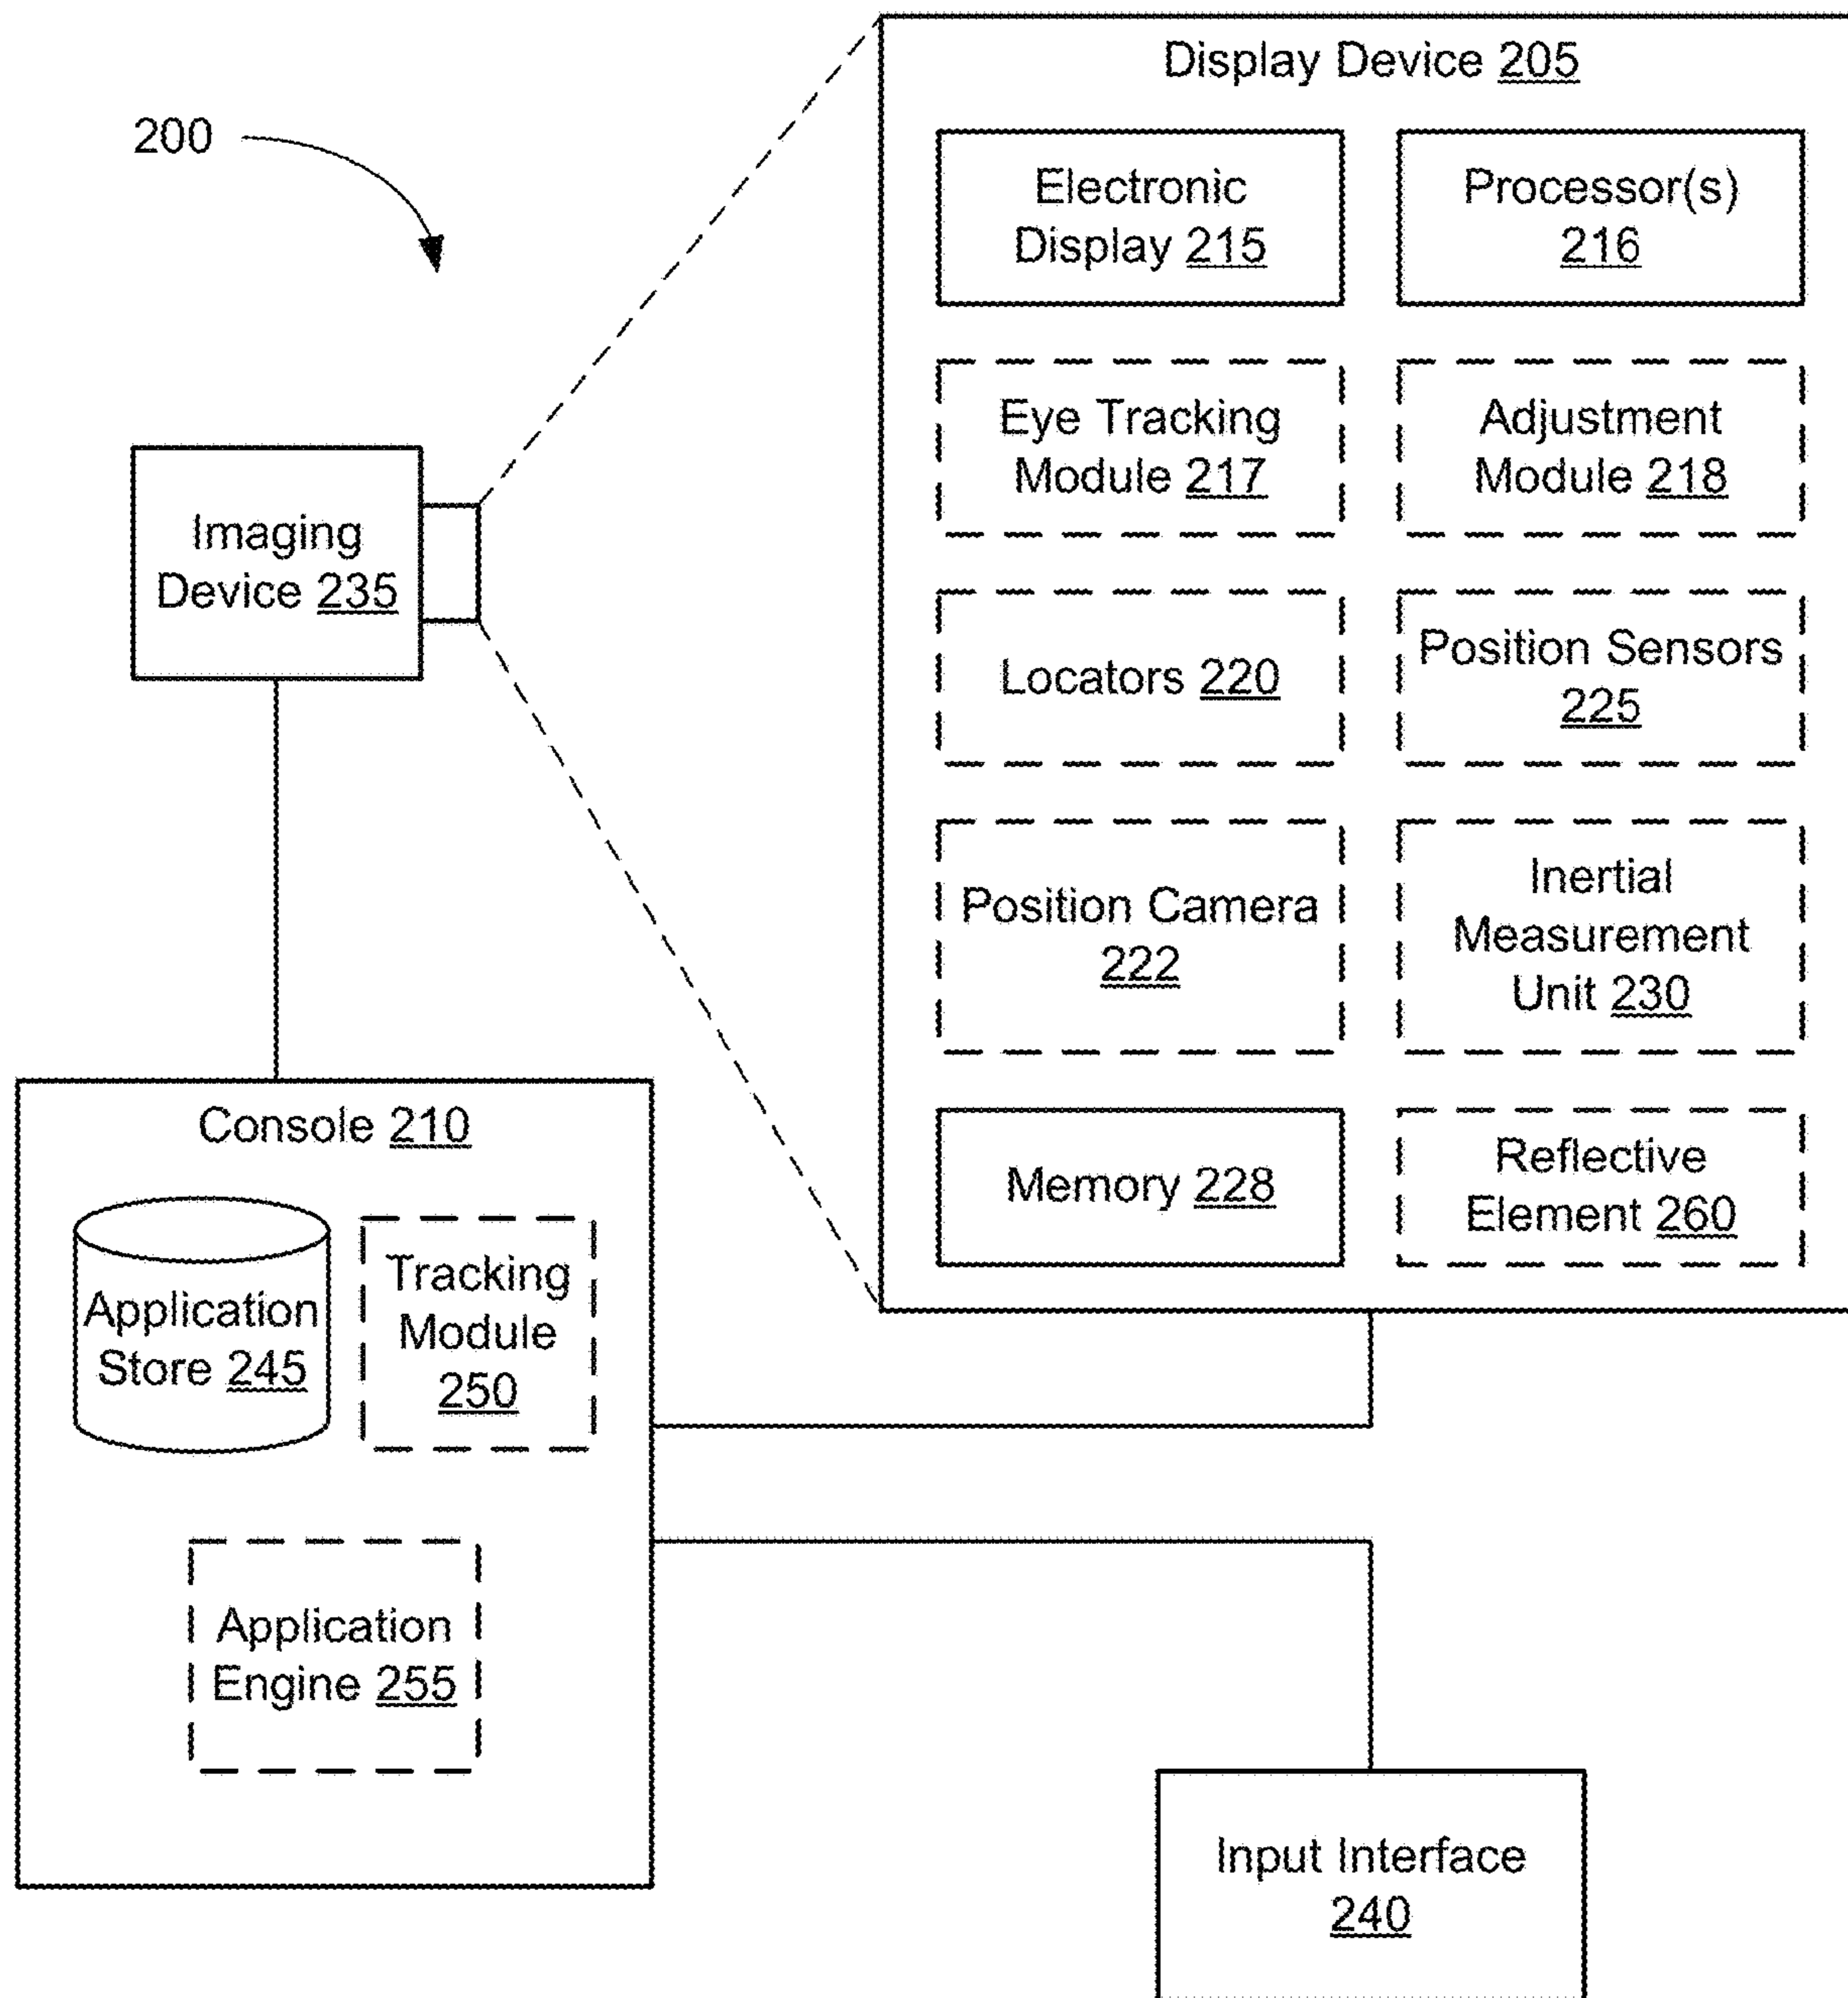 200
Display Device 205
Electronic
Display 215
Processor(s)
216
Eye Tracking
Module 217
Adjustment
Module 218
Imaging
Device 235
Locators 220
Position Sensors
225
Position Camera
222
Inertial
Measurement
Unit 230
Memory 228
Reflective
Element 260
Console 210
Application
Store 245
Tracking
Module
250
Application
Engine 255
Input Interface
240